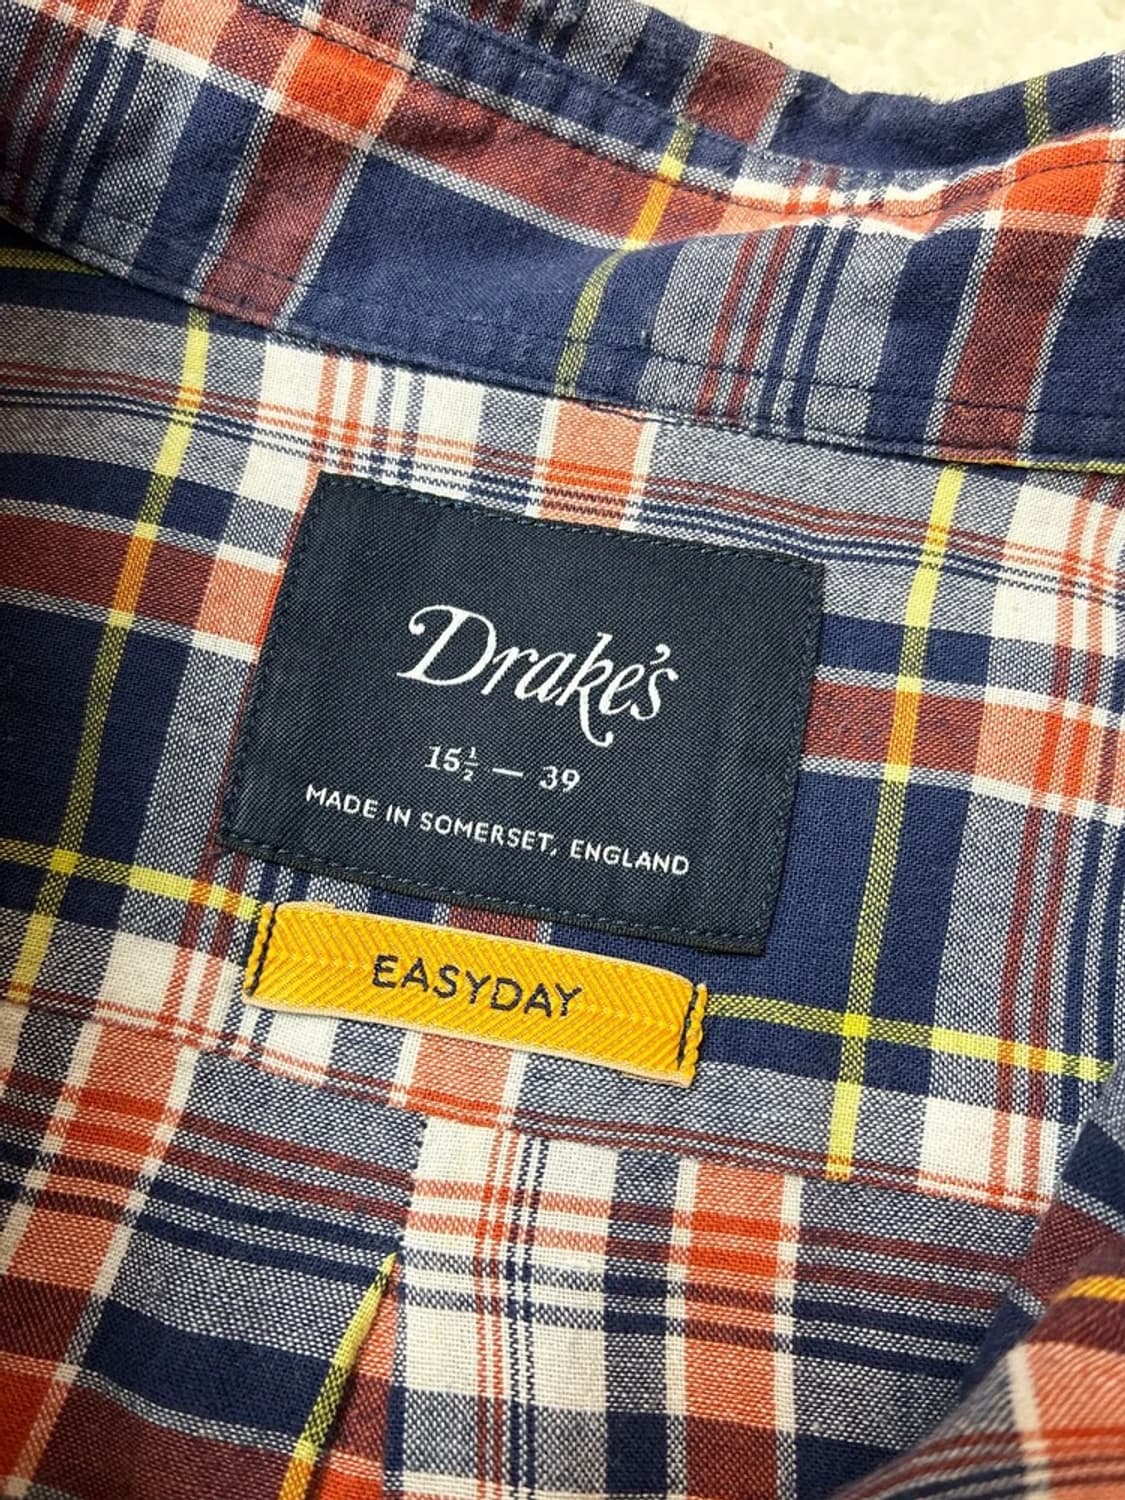 Drake's
15½ — 39
MADE IN SOMERSET, ENGLAND
EASYDAY